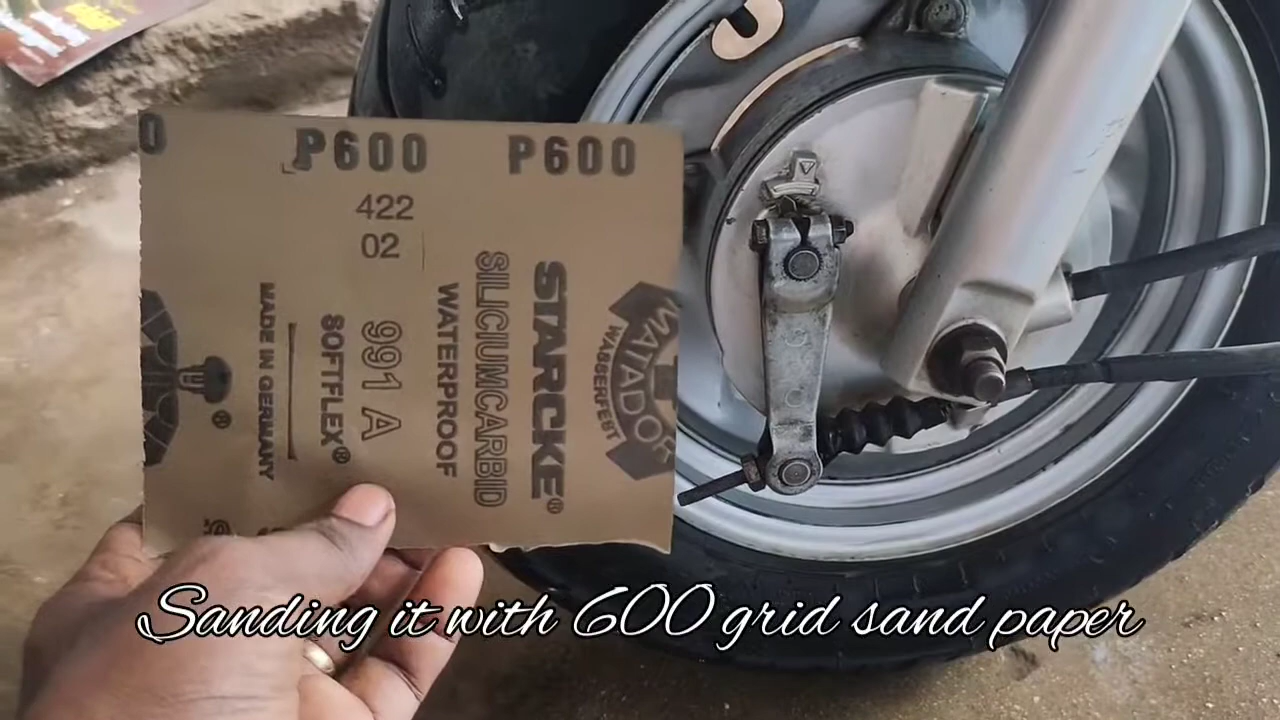 P600 P600
422
02
MADE IN GERMANY
SOFTFLEX®
991 A
WATERPROOF
SILICIUMCARBID
STARCKE®
MATADOR
WASSERFEST
®
Sanding it with 600 grid sand paper